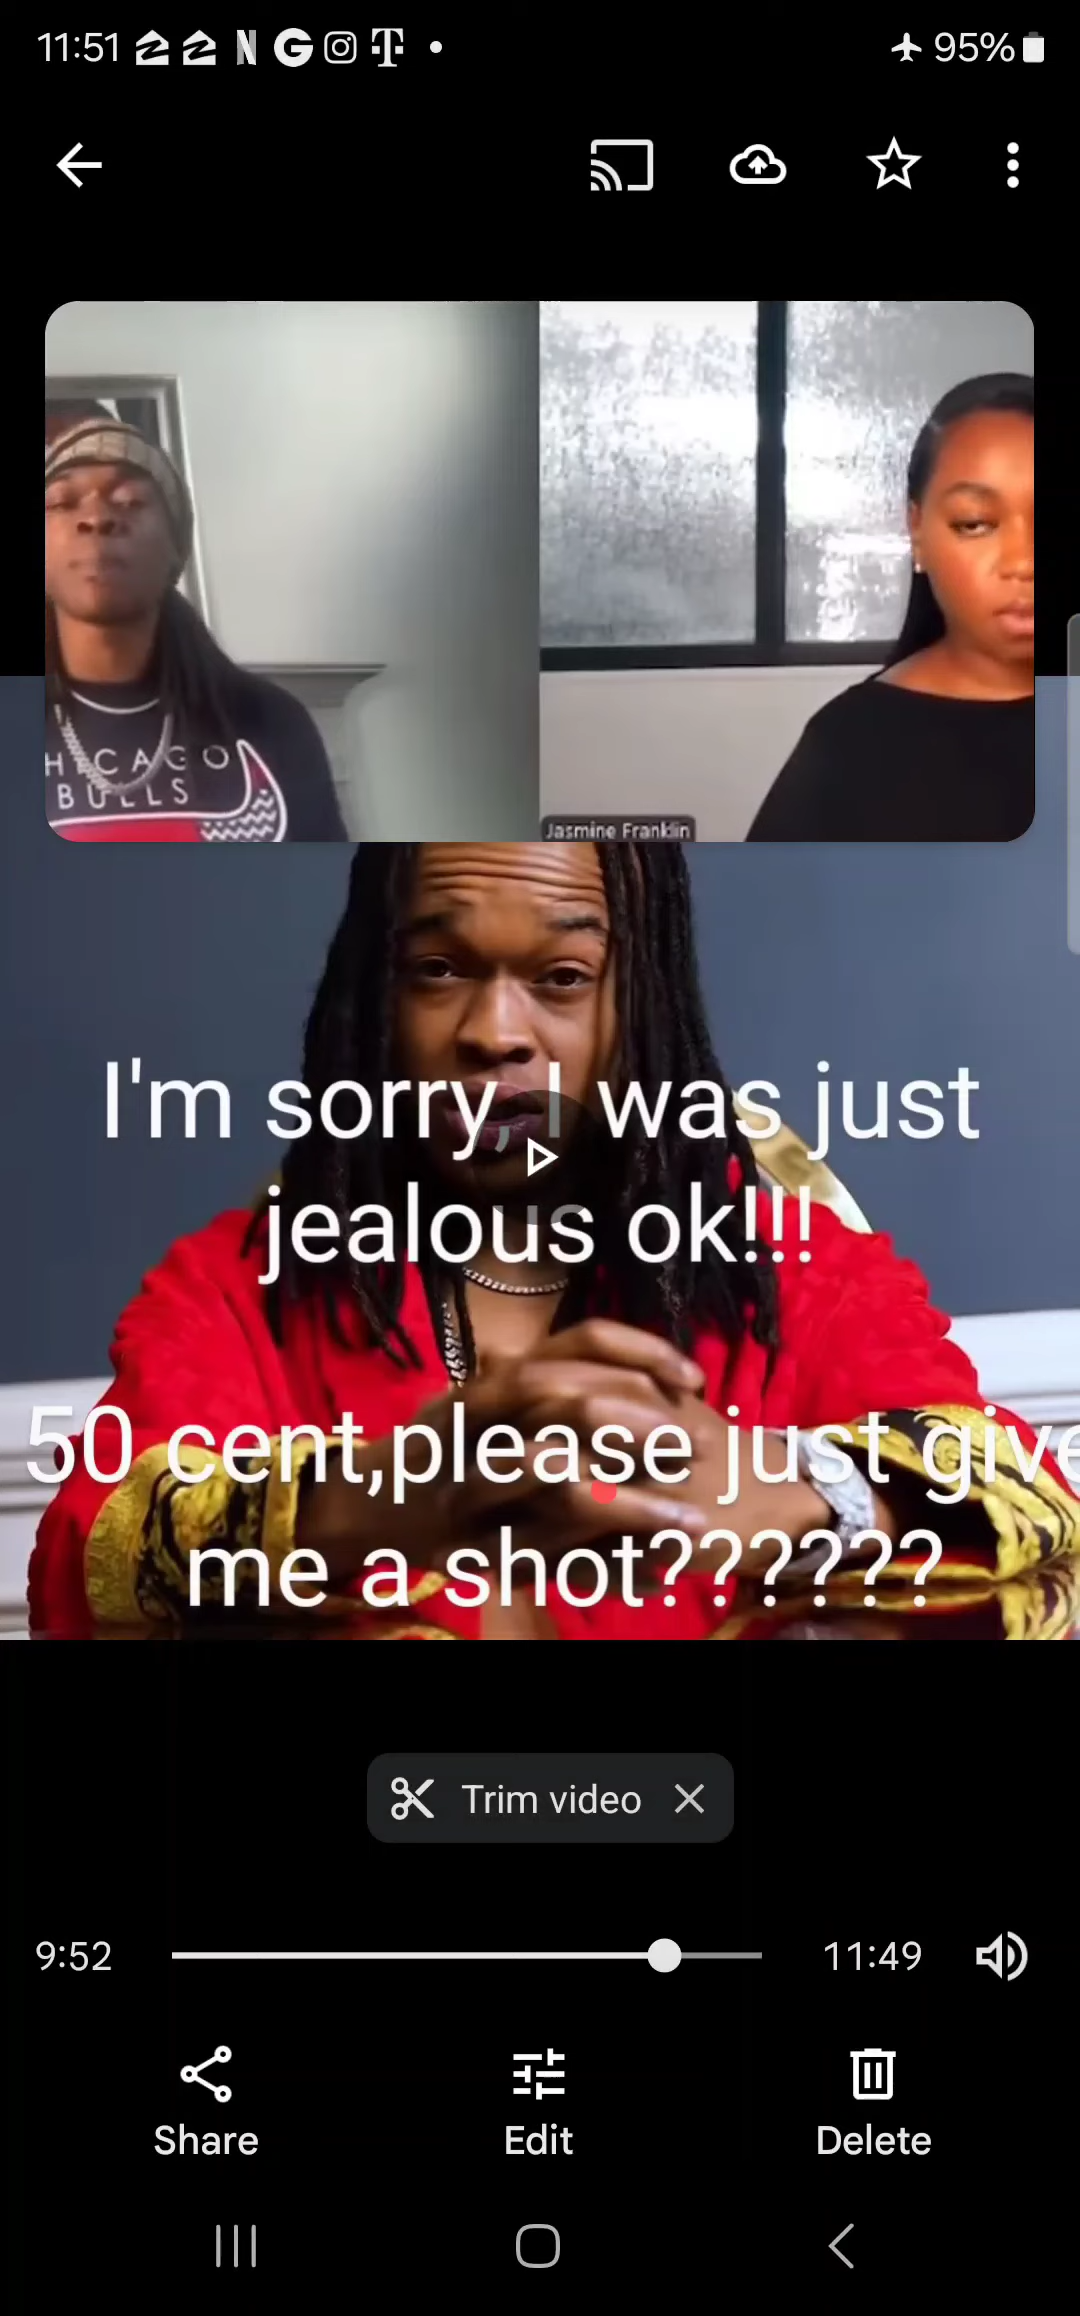 11:51
95%
HICAGO
BULLS
Jasmine Franklin
I'm sorry, I was just
jealous ok!!!
50 cent,please just give
me a shot??????
Trim video
9:52
11:49
Share
Edit
Delete